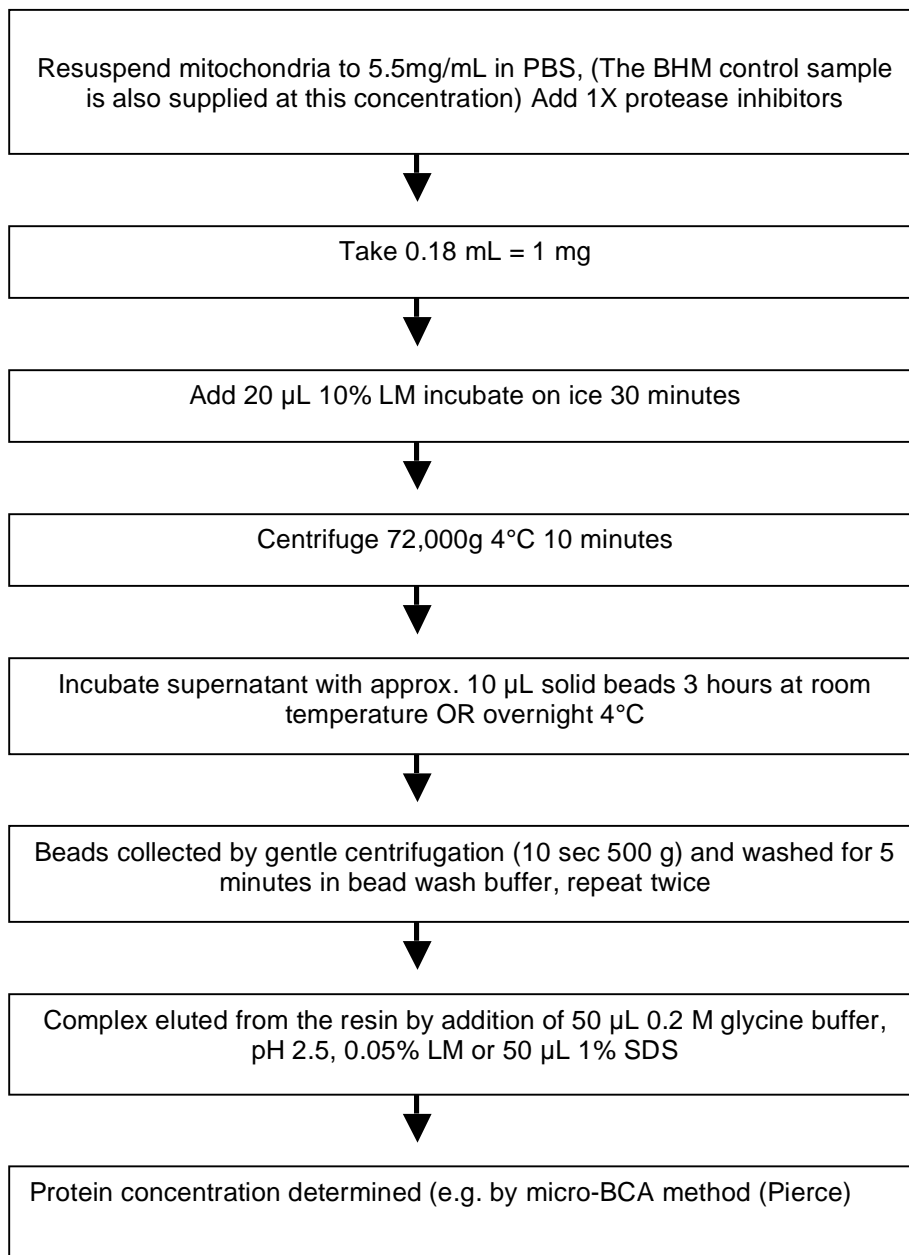 Resuspend mitochondria to 5.5mg/mL in PBS, (The BHM control sample
is also supplied at this concentration) Add 1X protease inhibitors
Take 0.18 mL = 1 mg
Add 20 µL 10% LM incubate on ice 30 minutes
Centrifuge 72,000g 4°C 10 minutes
Incubate supernatant with approx. 10 µL solid beads 3 hours at room
temperature OR overnight 4°C
Beads collected by gentle centrifugation (10 sec 500 g) and washed for 5
minutes in bead wash buffer, repeat twice
Complex eluted from the resin by addition of 50 µL 0.2 M glycine buffer,
pH 2.5, 0.05% LM or 50 µL 1% SDS
Protein concentration determined (e.g. by micro-BCA method (Pierce)